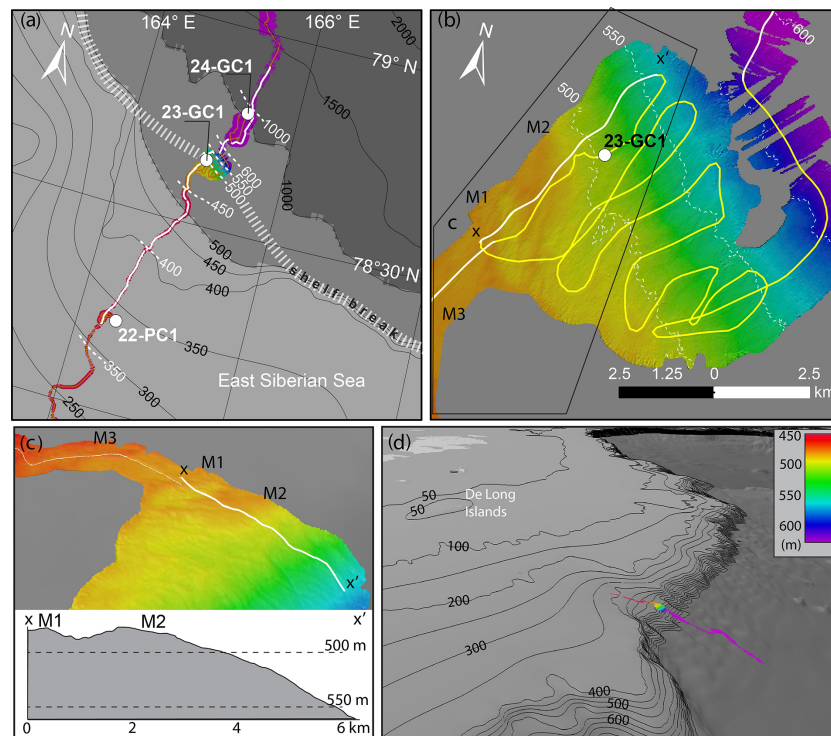 (a)
164° E
166° E
N
2000
79° N
24-GC1
1500
23-GC1
1000
600
550
500
450
1000
78°30' N
500
450
400
400
shelf break
22-PC1
350
350
300
East Siberian Sea
250
(b)
N
550
x'
600
500
M2
23-GC1
M1
c
x
M3
2.5 1.25 0 2.5
km
(c)
M3
x
M1
M2
x'
x M1 M2 x'
500 m
550 m
0 2 4 6 km
(d)
450
500
550
600
(m)
50
De Long
Islands
50
100
200
300
400
500
600